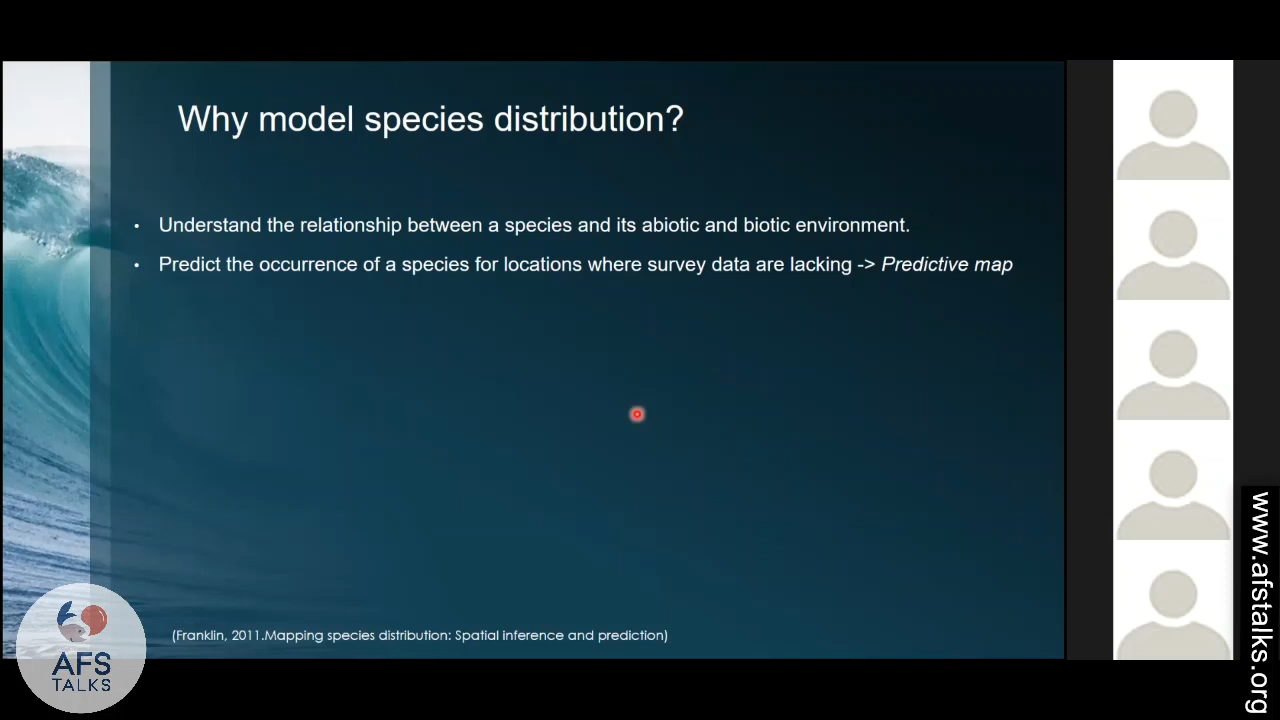 Why model species distribution?
• Understand the relationship between a species and its abiotic and biotic environment.
• Predict the occurrence of a species for locations where survey data are lacking -> Predictive map
(Franklin, 2011.Mapping species distribution: Spatial inference and prediction)
AFS
TALKS
www.afstalks.org